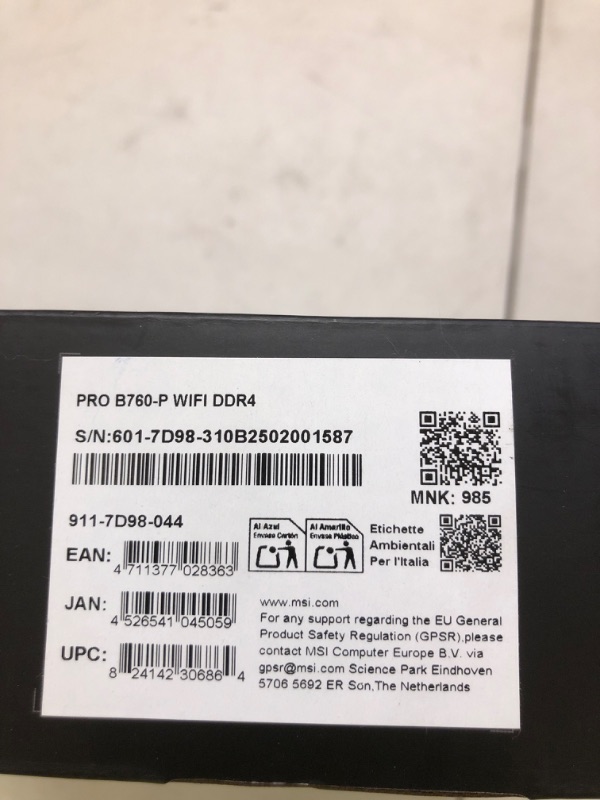 PRO B760-P WIFI DDR4
S/N:601-7D98-310B2502001587
MNK: 985
911-7D98-044
Al Azul
Envase Cartón
Al Amarillo
Envase Plástico
Etichette
Ambientali
Per l'Italia
EAN:
4 711377 028363
JAN:
4 526541 045059
UPC:
8 24142 30686 4
www.msi.com
For any support regarding the EU General
Product Safety Regulation (GPSR),please
contact MSI Computer Europe B.V. via
gpsr@msi.com Science Park Eindhoven
5706 5692 ER Son,The Netherlands